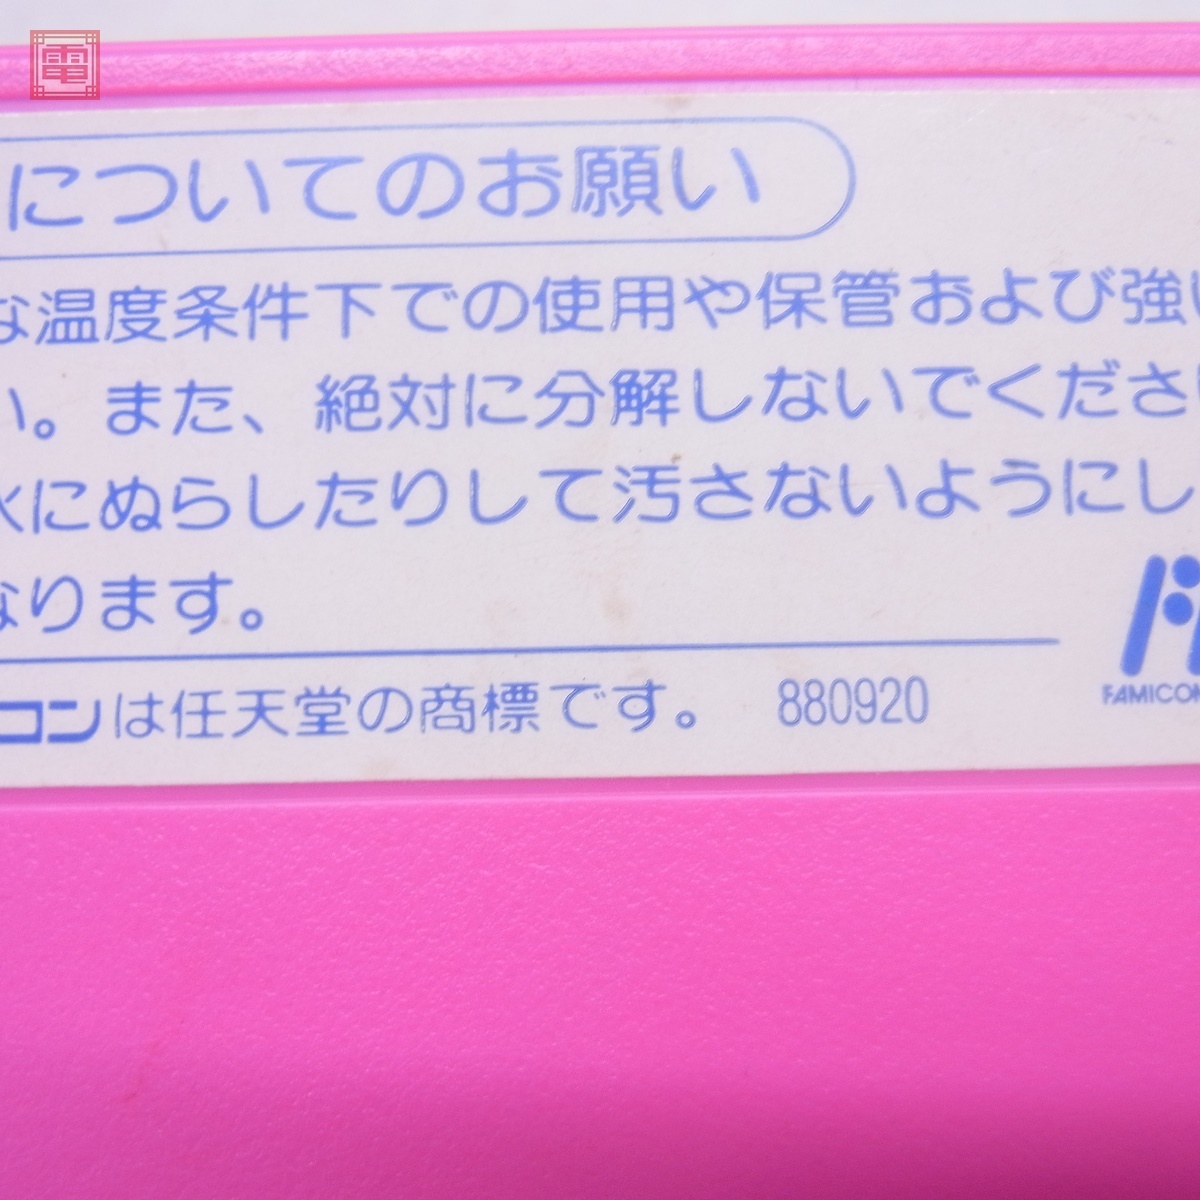 電
についてのお願い
な温度条件下での使用や保管および強い
い。また、絶対に分解しないでくださ
水にぬらしたりして汚さないようにし
なります。
コンは任天堂の商標です。 880920
FAMICOM